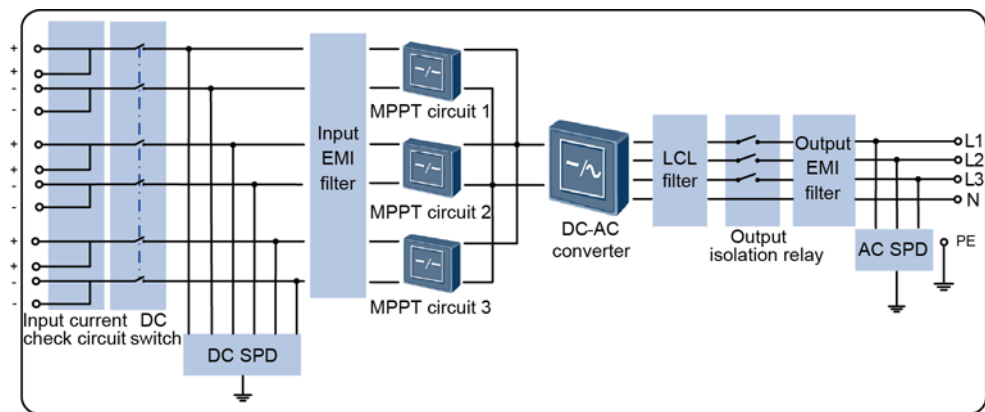 +
+
-
-
+
+
-
-
+
+
-
-
Input current
check circuit
DC
switch
DC SPD
Input
EMI
filter
MPPT circuit 1
MPPT circuit 2
MPPT circuit 3
DC-AC
converter
LCL
filter
Output
isolation relay
Output
EMI
filter
L1
L2
L3
N
AC SPD
PE